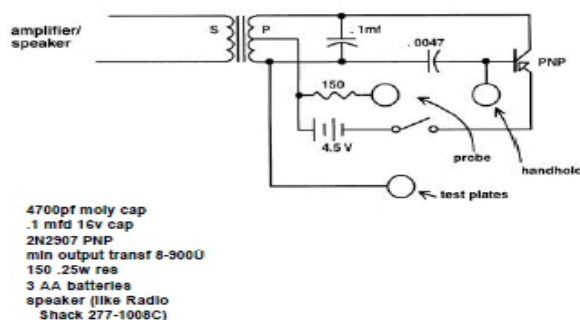 amplifier/
speaker
S
P
.1mf
.0047
PNP
150
4.5 V
probe
handhold
test plates
4700pf moly cap
.1 mfd 16v cap
2N2907 PNP
min output transf 8-900Ü
150 .25w res
3 AA batteries
speaker (like Radio
Shack 277-1008C)